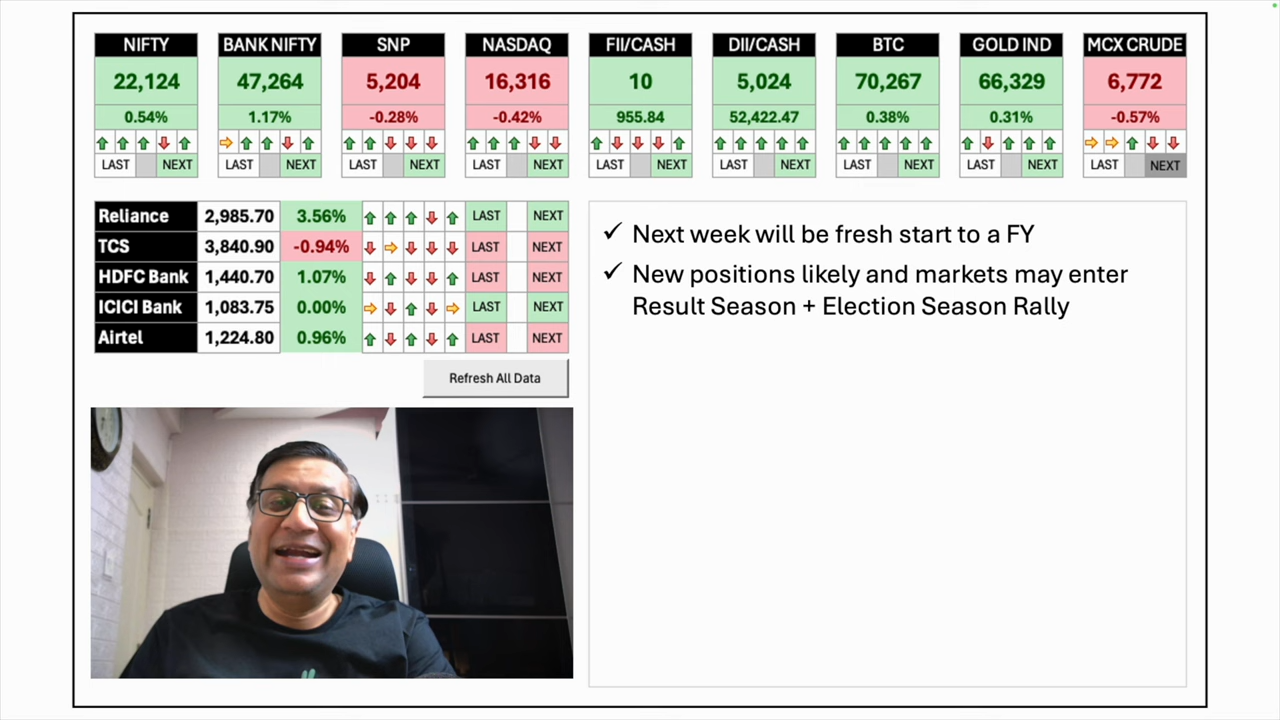 NIFTY BANK NIFTY SNP NASDAQ FII/CASH DII/CASH BTC GOLD IND MCX CRUDE
22,124 47,264 5,204 16,316 10 5,024 70,267 66,329 6,772
0.54% 1.17% -0.28% -0.42% 955.84 52,422.47 0.38% 0.31% -0.57%
LAST NEXT LAST NEXT LAST NEXT LAST NEXT LAST NEXT LAST NEXT LAST NEXT LAST NEXT LAST NEXT
Reliance 2,985.70 3.56% LAST NEXT
TCS 3,840.90 -0.94% LAST NEXT
HDFC Bank 1,440.70 1.07% LAST NEXT
ICICI Bank 1,083.75 0.00% LAST NEXT
Airtel 1,224.80 0.96% LAST NEXT
Refresh All Data
Next week will be fresh start to a FY
New positions likely and markets may enter
Result Season + Election Season Rally